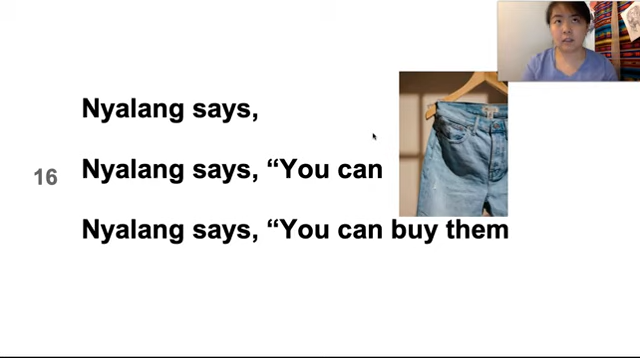 Nyalang says,
16 Nyalang says, “You can
Nyalang says, “You can buy them